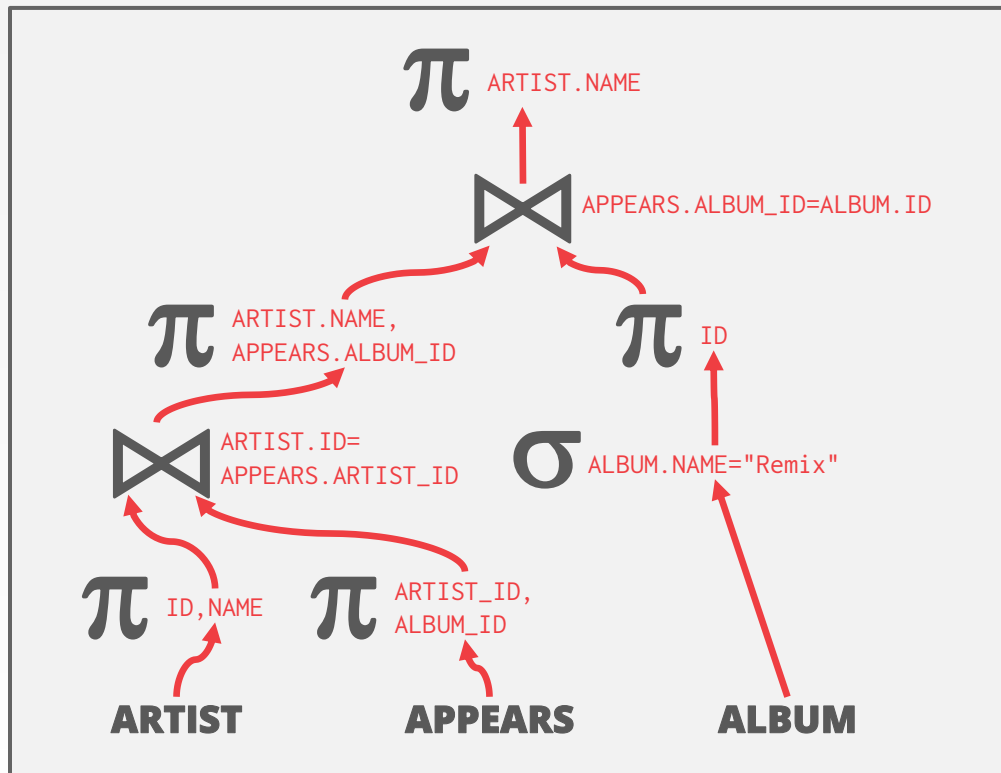 π ARTIST.NAME
⋈ APPEARS.ALBUM_ID=ALBUM.ID
π ARTIST.NAME,
APPEARS.ALBUM_ID
π ID
⋈ ARTIST.ID=
APPEARS.ARTIST_ID
σ ALBUM.NAME="Remix"
π ID,NAME
π ARTIST_ID,
ALBUM_ID
ARTIST
APPEARS
ALBUM